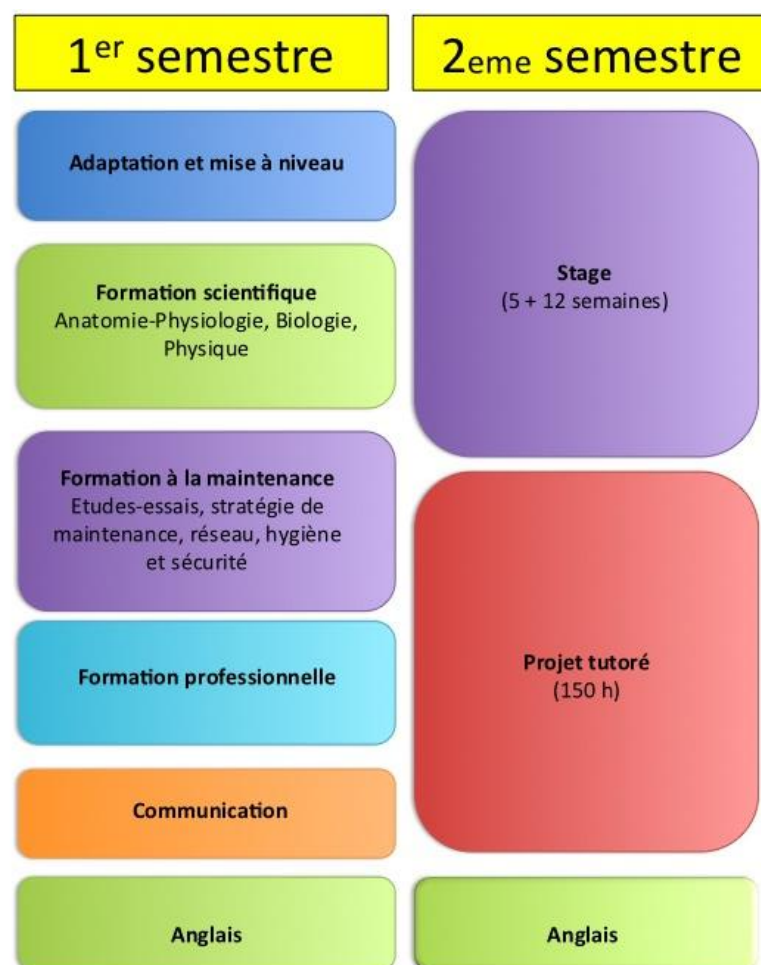 1er semestre
Adaptation et mise à niveau
Formation scientifique
Anatomie-Physiologie, Biologie,
Physique
Formation à la maintenance
Etudes-essais, stratégie de
maintenance, réseau, hygiène
et sécurité
Formation professionnelle
Communication
Anglais
2eme semestre
Stage
(5 + 12 semaines)
Projet tutoré
(150 h)
Anglais